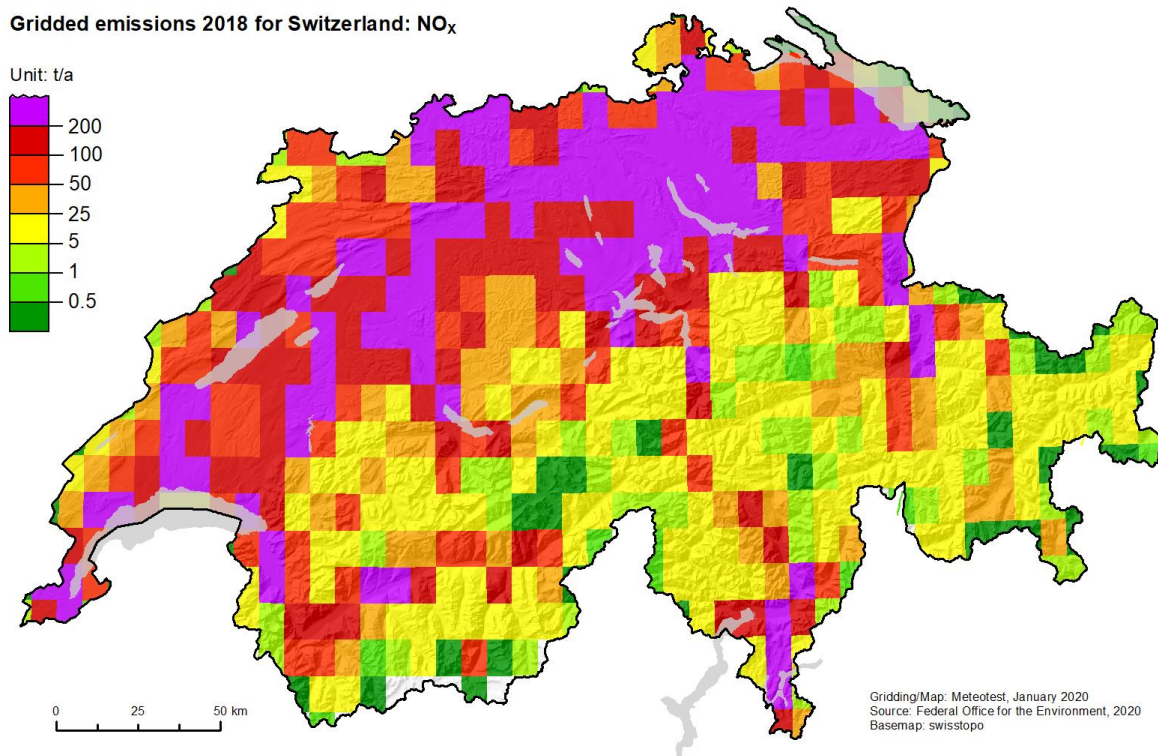 Gridded emissions 2018 for Switzerland: NOx
Unit: t/a
200
100
50
25
5
1
0.5
0 25 50 km
Gridding/Map: Meteotest, January 2020
Source: Federal Office for the Environment, 2020
Basemap: swisstopo